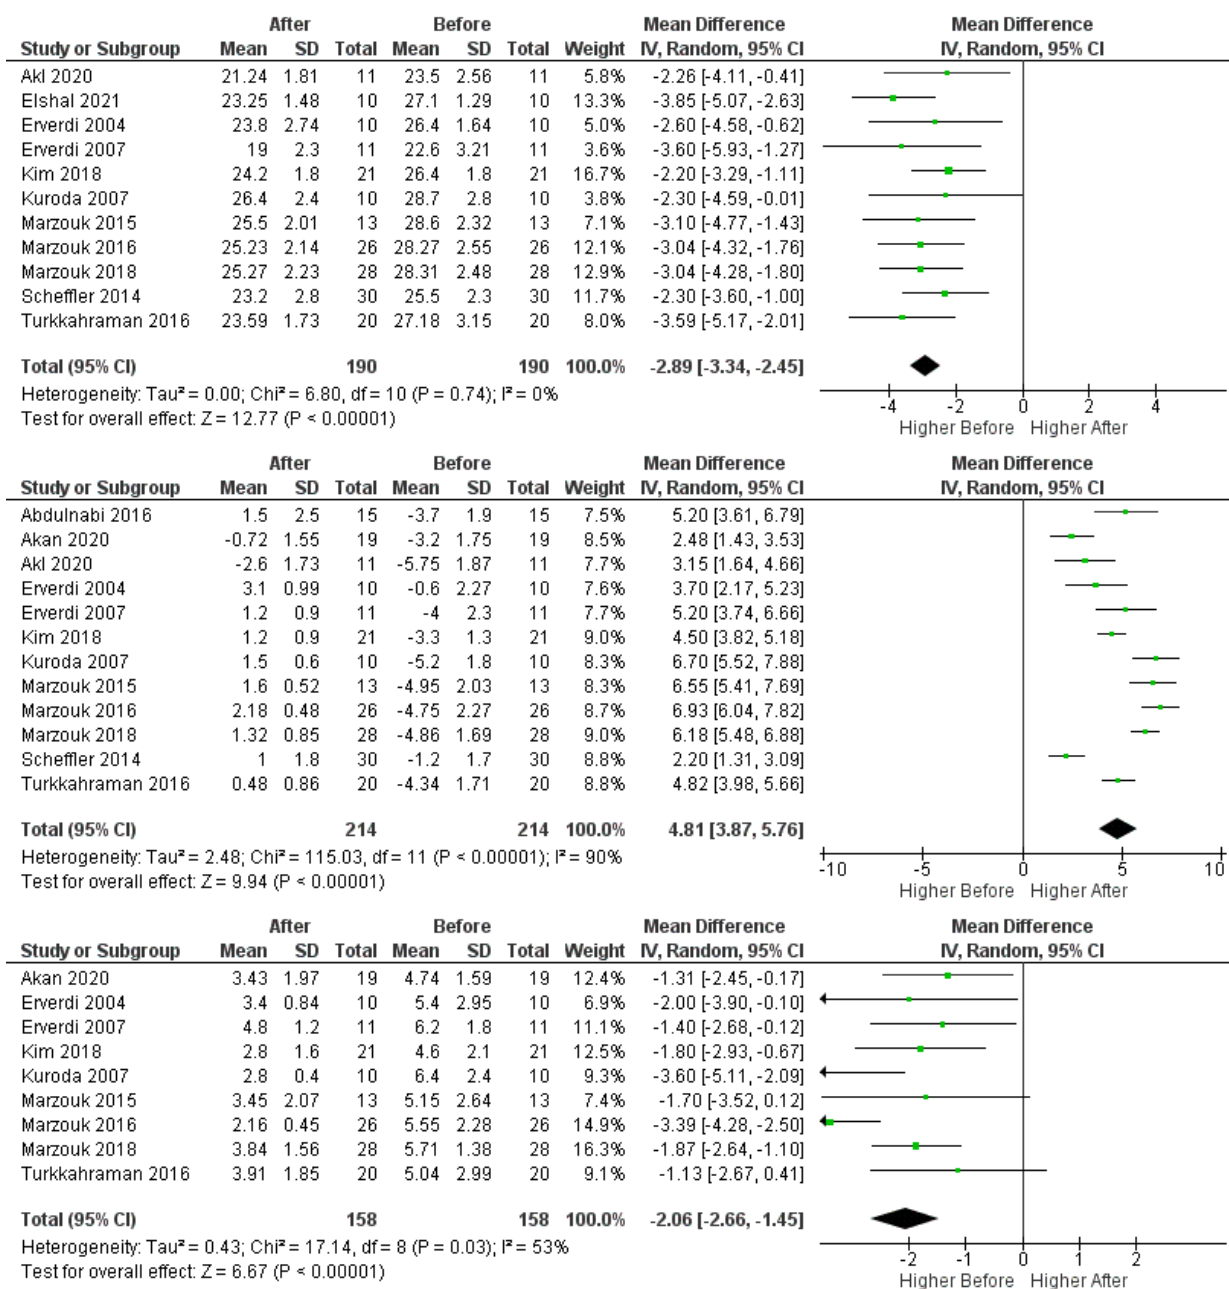 After Before Mean Difference Mean Difference
Study or Subgroup Mean SD Total Mean SD Total Weight IV, Random, 95% CI IV, Random, 95% CI
Akl 2020 21.24 1.81 11 23.5 2.56 11 5.8% -2.26 [-4.11, -0.41]
Elshal 2021 23.25 1.48 10 27.1 1.29 10 13.3% -3.85 [-5.07, -2.63]
Erverdi 2004 23.8 2.74 10 26.4 1.64 10 5.0% -2.60 [-4.58, -0.62]
Erverdi 2007 19 2.3 11 22.6 3.21 11 3.6% -3.60 [-5.93, -1.27]
Kim 2018 24.2 1.8 21 26.4 1.8 21 16.7% -2.20 [-3.29, -1.11]
Kuroda 2007 26.4 2.4 10 28.7 2.8 10 3.8% -2.30 [-4.59, -0.01]
Marzouk 2015 25.5 2.01 13 28.6 2.32 13 7.1% -3.10 [-4.77, -1.43]
Marzouk 2016 25.23 2.14 26 28.27 2.55 26 12.1% -3.04 [-4.32, -1.76]
Marzouk 2018 25.27 2.23 28 28.31 2.48 28 12.9% -3.04 [-4.28, -1.80]
Scheffler 2014 23.2 2.8 30 25.5 2.3 30 11.7% -2.30 [-3.60, -1.00]
Turkkahraman 2016 23.59 1.73 20 27.18 3.15 20 8.0% -3.59 [-5.17, -2.01]
Total (95% CI) 190 190 100.0% -2.89 [-3.34, -2.45]
Heterogeneity: Tau² = 0.00; Chi² = 6.80, df = 10 (P = 0.74); I² = 0%
Test for overall effect: Z = 12.77 (P < 0.00001)
-4 -2 0 2 4
Higher Before Higher After
After Before Mean Difference Mean Difference
Study or Subgroup Mean SD Total Mean SD Total Weight IV, Random, 95% CI IV, Random, 95% CI
Abdulnabi 2016 1.5 2.5 15 -3.7 1.9 15 7.5% 5.20 [3.61, 6.79]
Akan 2020 -0.72 1.55 19 -3.2 1.75 19 8.5% 2.48 [1.43, 3.53]
Akl 2020 -2.6 1.73 11 -5.75 1.87 11 7.7% 3.15 [1.64, 4.66]
Erverdi 2004 3.1 0.99 10 -0.6 2.27 10 7.6% 3.70 [2.17, 5.23]
Erverdi 2007 1.2 0.9 11 -4 2.3 11 7.7% 5.20 [3.74, 6.66]
Kim 2018 1.2 0.9 21 -3.3 1.3 21 9.0% 4.50 [3.82, 5.18]
Kuroda 2007 1.5 0.6 10 -5.2 1.8 10 8.3% 6.70 [5.52, 7.88]
Marzouk 2015 1.6 0.52 13 -4.95 2.03 13 8.3% 6.55 [5.41, 7.69]
Marzouk 2016 2.18 0.48 26 -4.75 2.27 26 8.7% 6.93 [6.04, 7.82]
Marzouk 2018 1.32 0.85 28 -4.86 1.69 28 9.0% 6.18 [5.48, 6.88]
Scheffler 2014 1 1.8 30 -1.2 1.7 30 8.8% 2.20 [1.31, 3.09]
Turkkahraman 2016 0.48 0.86 20 -4.34 1.71 20 8.8% 4.82 [3.98, 5.66]
Total (95% CI) 214 214 100.0% 4.81 [3.87, 5.76]
Heterogeneity: Tau² = 2.48; Chi² = 115.03, df = 11 (P < 0.00001); I² = 90%
Test for overall effect: Z = 9.94 (P < 0.00001)
-10 -5 0 5 10
Higher Before Higher After
After Before Mean Difference Mean Difference
Study or Subgroup Mean SD Total Mean SD Total Weight IV, Random, 95% CI IV, Random, 95% CI
Akan 2020 3.43 1.97 19 4.74 1.59 19 12.4% -1.31 [-2.45, -0.17]
Erverdi 2004 3.4 0.84 10 5.4 2.95 10 6.9% -2.00 [-3.90, -0.10]
Erverdi 2007 4.8 1.2 11 6.2 1.8 11 11.1% -1.40 [-2.68, -0.12]
Kim 2018 2.8 1.6 21 4.6 2.1 21 12.5% -1.80 [-2.93, -0.67]
Kuroda 2007 2.8 0.4 10 6.4 2.4 10 9.3% -3.60 [-5.11, -2.09]
Marzouk 2015 3.45 2.07 13 5.15 2.64 13 7.4% -1.70 [-3.52, 0.12]
Marzouk 2016 2.16 0.45 26 5.55 2.28 26 14.9% -3.39 [-4.28, -2.50]
Marzouk 2018 3.84 1.56 28 5.71 1.38 28 16.3% -1.87 [-2.64, -1.10]
Turkkahraman 2016 3.91 1.85 20 5.04 2.99 20 9.1% -1.13 [-2.67, 0.41]
Total (95% CI) 158 158 100.0% -2.06 [-2.66, -1.45]
Heterogeneity: Tau² = 0.43; Chi² = 17.14, df = 8 (P = 0.03); I² = 53%
Test for overall effect: Z = 6.67 (P < 0.00001)
-2 -1 0 1 2
Higher Before Higher After